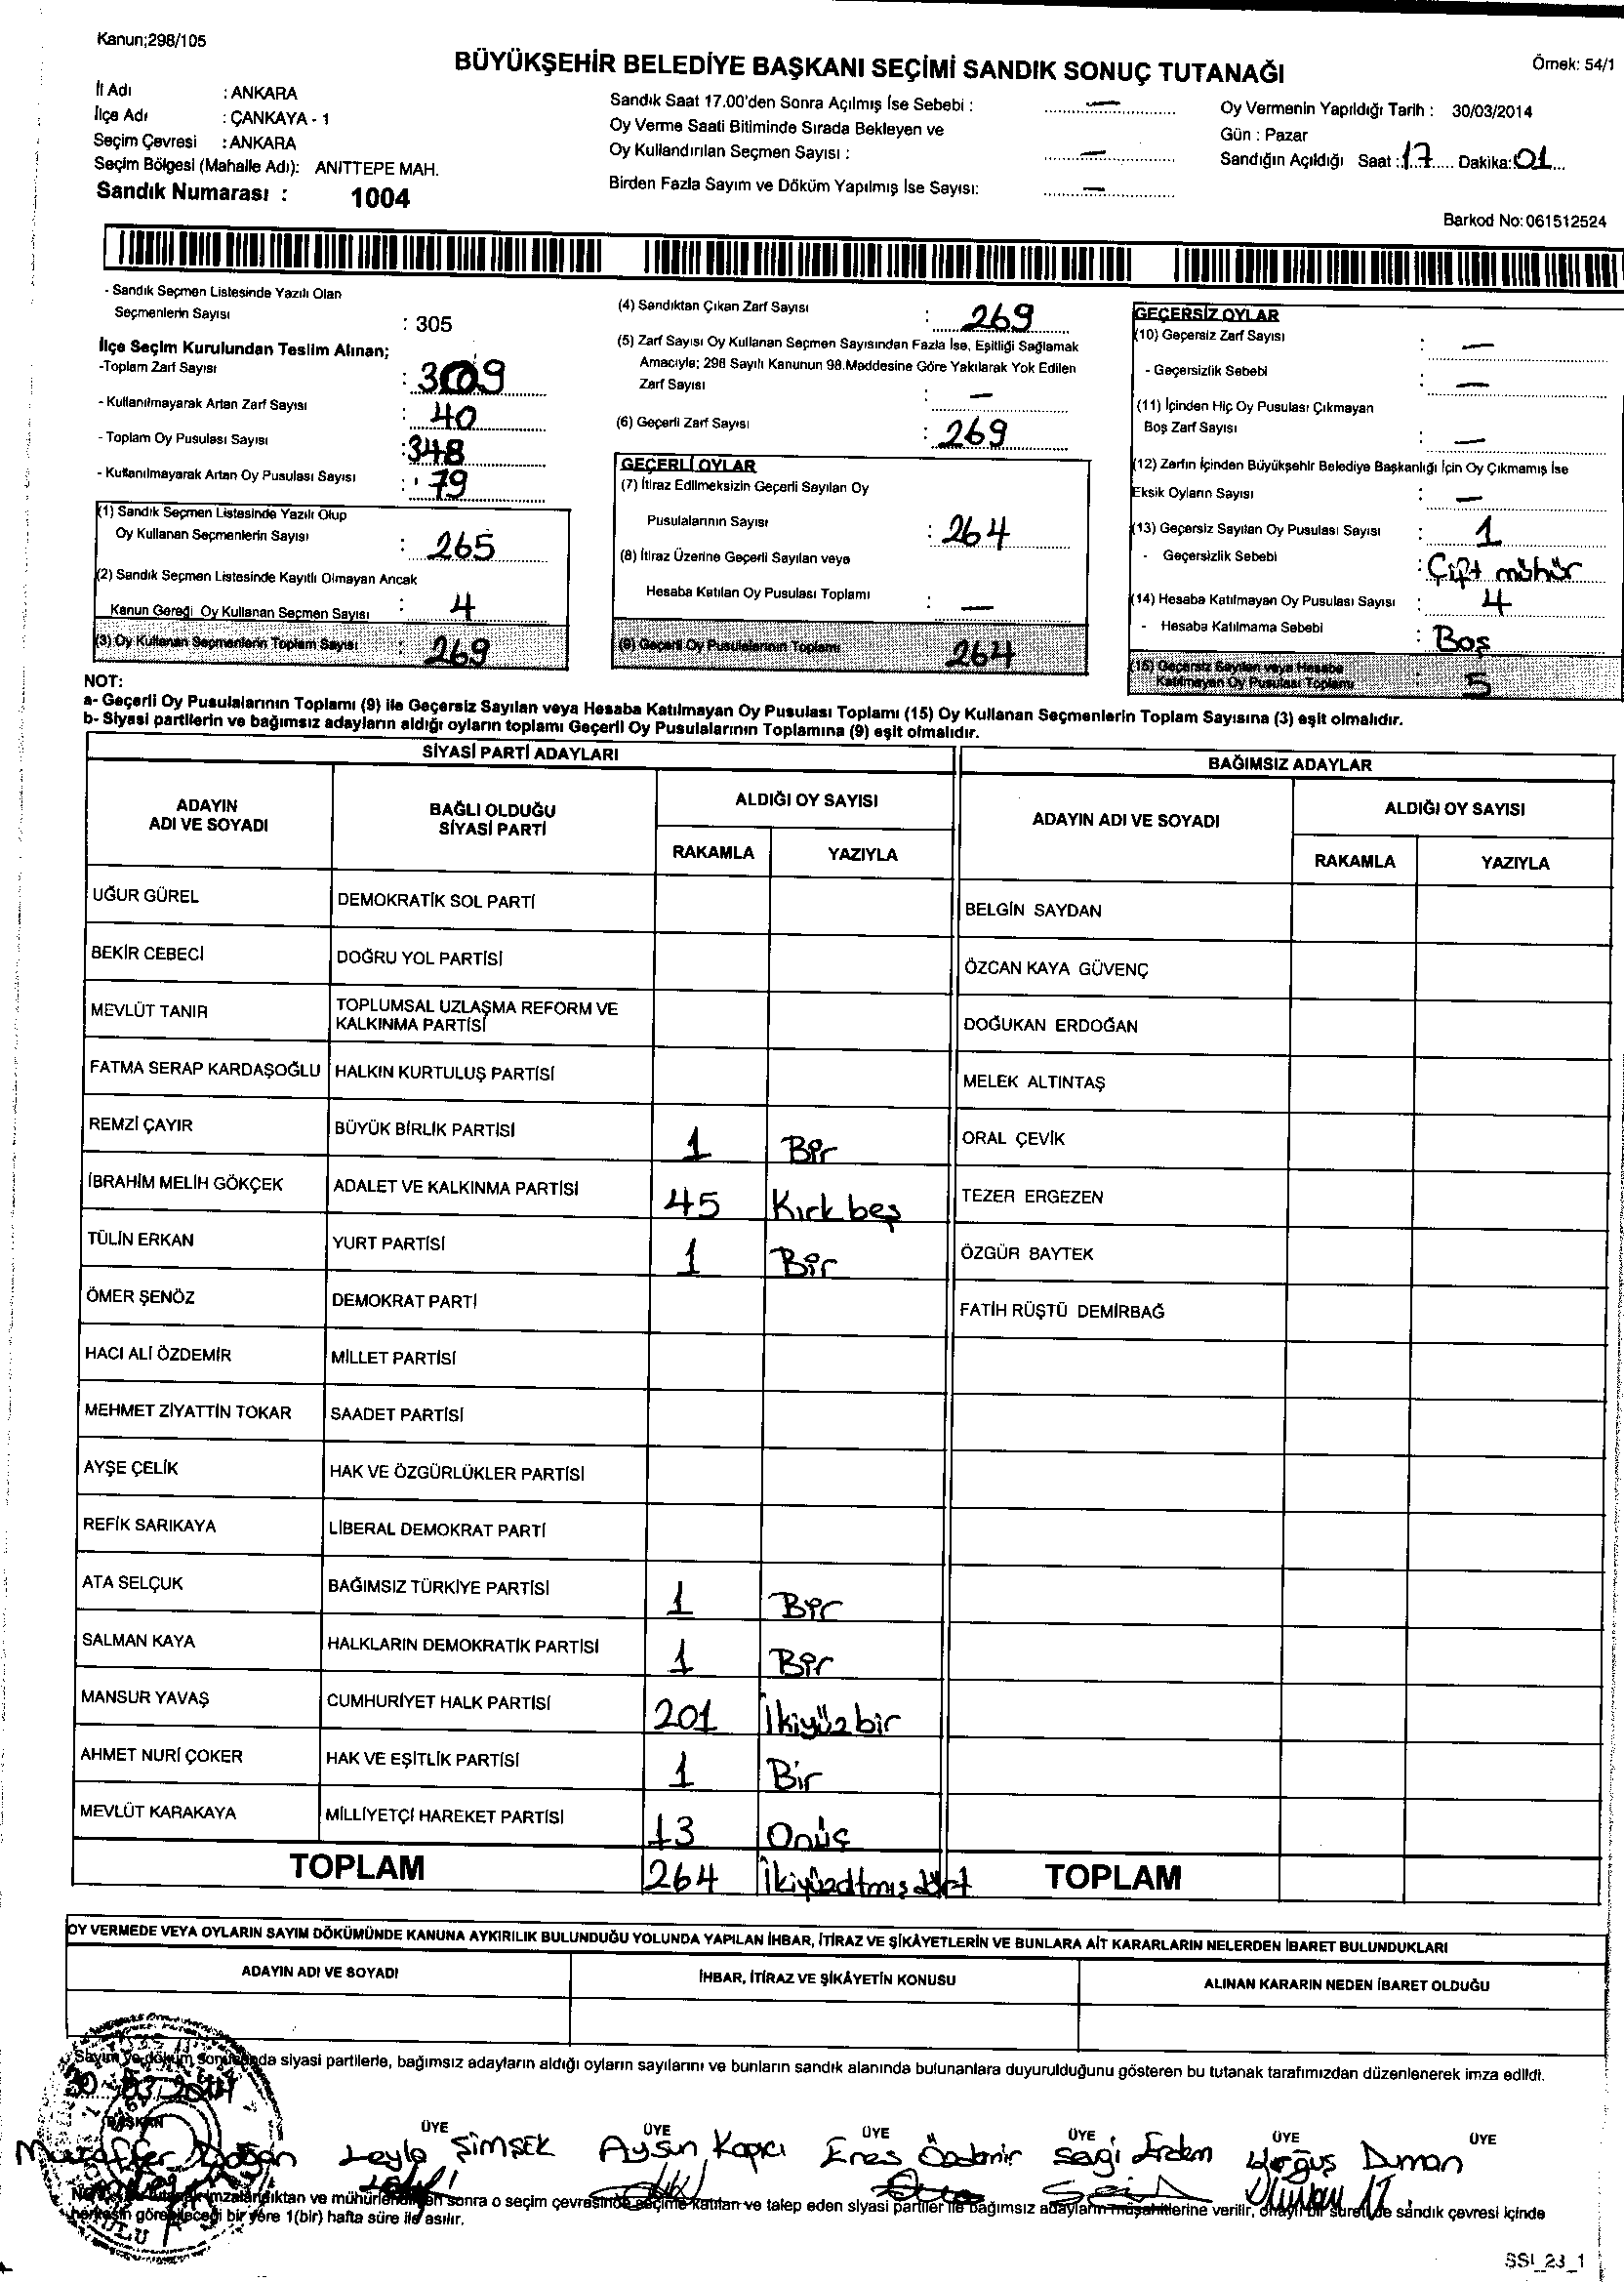 Kanun;298/105
BÜYÜKŞEHİR BELEDİYE BAŞKANI SEÇİMİ SANDIK SONUÇ TUTANAĞI
Örnek: 54/1
İl Adı : ANKARA
İlçe Adı : ÇANKAYA - 1
Seçim Çevresi : ANKARA
Seçim Bölgesi (Mahalle Adı): ANITTEPE MAH.
Sandık Numarası : 1004
Sandık Saat 17.00'den Sonra Açılmış İse Sebebi : —
Oy Verme Saati Bitiminde Sırada Bekleyen ve
Oy Kullandırılan Seçmen Sayısı : —
Birden Fazla Sayım ve Döküm Yapılmış İse Sayısı: —
Oy Vermenin Yapıldığı Tarih : 30/03/2014
Gün : Pazar
Sandığın Açıldığı Saat : 17 Dakika: 01
Barkod No: 061512524
- Sandık Seçmen Listesinde Yazılı Olan
Seçmenlerin Sayısı : 305
İlçe Seçim Kurulundan Teslim Alınan;
-Toplam Zarf Sayısı : 309
- Kullanılmayarak Artan Zarf Sayısı : 40
- Toplam Oy Pusulası Sayısı : 348
- Kullanılmayarak Artan Oy Pusulası Sayısı : 79
(1) Sandık Seçmen Listesinde Yazılı Olup
Oy Kullanan Seçmenlerin Sayısı : 265
(2) Sandık Seçmen Listesinde Kayıtlı Olmayan Ancak
Kanun Gereği Oy Kullanan Seçmen Sayısı : 4
(3) Oy Kullanan Seçmenlerin Toplam Sayısı : 269
(4) Sandıktan Çıkan Zarf Sayısı : 269
(5) Zarf Sayısı Oy Kullanan Seçmen Sayısından Fazla İse, Eşitliği Sağlamak
Amacıyla; 298 Sayılı Kanunun 98.Maddesine Göre Yakılarak Yok Edilen
Zarf Sayısı : —
(6) Geçerli Zarf Sayısı : 269
GEÇERLİ OYLAR
(7) İtiraz Edilmeksizin Geçerli Sayılan Oy
Pusulalarının Sayısı : 264
(8) İtiraz Üzerine Geçerli Sayılan veya
Hesaba Katılan Oy Pusulası Toplamı : —
(9) Geçerli Oy Pusulalarının Toplamı 264
GEÇERSİZ OYLAR
(10) Geçersiz Zarf Sayısı : —
- Geçersizlik Sebebi : —
(11) İçinden Hiç Oy Pusulası Çıkmayan
Boş Zarf Sayısı : —
(12) Zarfın İçinden Büyükşehir Belediye Başkanlığı İçin Oy Çıkmamış İse
Eksik Oyların Sayısı : —
(13) Geçersiz Sayılan Oy Pusulası Sayısı : 1
- Geçersizlik Sebebi : Çift mühür
(14) Hesaba Katılmayan Oy Pusulası Sayısı : 4
- Hesaba Katılmama Sebebi : Boş
(15) Geçersiz Sayılan veya Hesaba
Katılmayan Oy Pusulası Toplamı : 5
NOT:
a- Geçerli Oy Pusulalarının Toplamı (9) ile Geçersiz Sayılan veya Hesaba Katılmayan Oy Pusulası Toplamı (15) Oy Kullanan Seçmenlerin Toplam Sayısına (3) eşit olmalıdır.
b- Siyasi partilerin ve bağımsız adayların aldığı oyların toplamı Geçerli Oy Pusulalarının Toplamına (9) eşit olmalıdır.
SİYASİ PARTİ ADAYLARI
BAĞIMSIZ ADAYLAR
ADAYIN ADI VE SOYADI
BAĞLI OLDUĞU SİYASİ PARTİ
ALDIĞI OY SAYISI
RAKAMLA YAZIYLA
ADAYIN ADI VE SOYADI
ALDIĞI OY SAYISI
RAKAMLA YAZIYLA
UĞUR GÜREL DEMOKRATİK SOL PARTİ BELGİN SAYDAN
BEKİR CEBECİ DOĞRU YOL PARTİSİ ÖZCAN KAYA GÜVENÇ
MEVLÜT TANIR TOPLUMSAL UZLAŞMA REFORM VE KALKINMA PARTİSİ DOĞUKAN ERDOĞAN
FATMA SERAP KARDAŞOĞLU HALKIN KURTULUŞ PARTİSİ MELEK ALTINTAŞ
REMZİ ÇAYIR BÜYÜK BİRLİK PARTİSİ 1 Bir ORAL ÇEVİK
İBRAHİM MELİH GÖKÇEK ADALET VE KALKINMA PARTİSİ 45 Kırk beş TEZER ERGEZEN
TÜLİN ERKAN YURT PARTİSİ 1 Bir ÖZGÜR BAYTEK
ÖMER ŞENÖZ DEMOKRAT PARTİ FATİH RÜŞTÜ DEMİRBAĞ
HACI ALİ ÖZDEMİR MİLLET PARTİSİ
MEHMET ZİYATTİN TOKAR SAADET PARTİSİ
AYŞE ÇELİK HAK VE ÖZGÜRLÜKLER PARTİSİ
REFİK SARIKAYA LİBERAL DEMOKRAT PARTİ
ATA SELÇUK BAĞIMSIZ TÜRKİYE PARTİSİ 1 Bir
SALMAN KAYA HALKLARIN DEMOKRATİK PARTİSİ 1 Bir
MANSUR YAVAŞ CUMHURİYET HALK PARTİSİ 201 İkiyüzbir
AHMET NURİ ÇOKER HAK VE EŞİTLİK PARTİSİ 1 Bir
MEVLÜT KARAKAYA MİLLİYETÇİ HAREKET PARTİSİ 13 Onüç
TOPLAM 264 İkiyüzatmışdört TOPLAM
OY VERMEDE VEYA OYLARIN SAYIM DÖKÜMÜNDE KANUNA AYKIRILIK BULUNDUĞU YOLUNDA YAPILAN İHBAR, İTİRAZ VE ŞİKÂYETLERİN VE BUNLARA AİT KARARLARIN NELERDEN İBARET BULUNDUKLARI
ADAYIN ADI VE SOYADI İHBAR, İTİRAZ VE ŞİKÂYETİN KONUSU ALINAN KARARIN NEDEN İBARET OLDUĞU
Sayım ve döküm sonucunda siyasi partilerle, bağımsız adayların aldığı oyların sayılarını ve bunların sandık alanında bulunanlara duyurulduğunu gösteren bu tutanak tarafımızdan düzenlenerek imza edildi.
30-03/2014
BAŞKAN ÜYE ÜYE ÜYE ÜYE ÜYE ÜYE
Muzaffer Doğan Leyla ŞİMŞEK Aysun Kapıcı Enes Özdemir Sezgi Erdem Duman
imzalandıktan ve mühürlendikten sonra o seçim çevresinde seçime katılan ve talep eden siyasi partiler ile bağımsız adayların müşahitlerine verilir, onaylı bir sureti de sandık çevresi içinde
herkesin görebileceği bir yere 1(bir) hafta süre ile asılır.
SSI_23_1